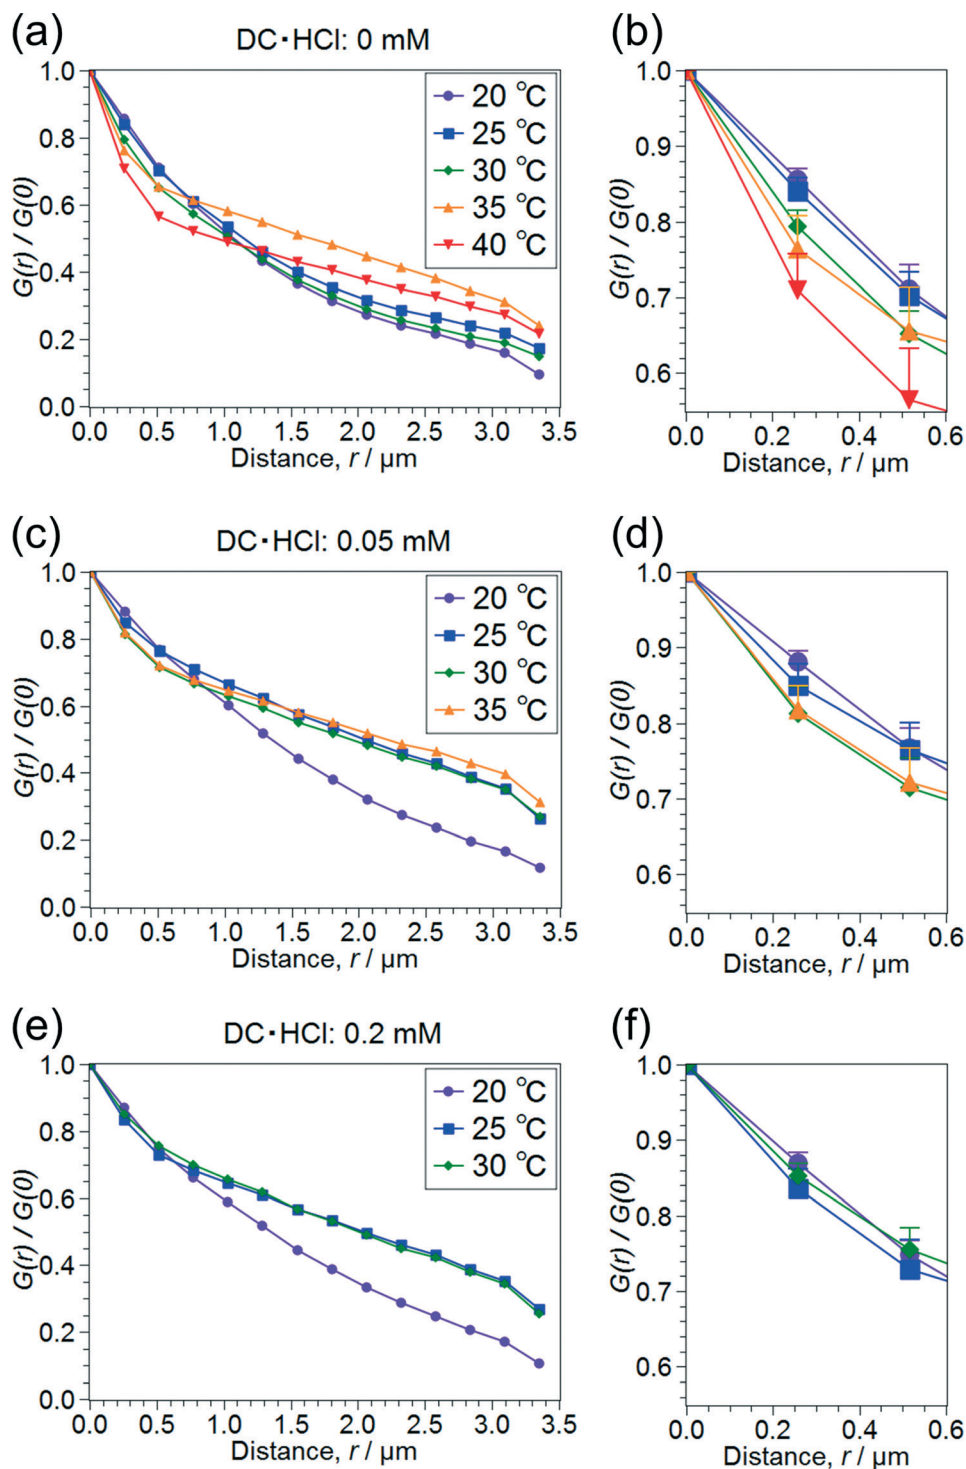 (a)
DC・HCl: 0 mM
1.0
0.8
0.6
0.4
0.2
0.0
G(r) / G(0)
20 ℃
25 ℃
30 ℃
35 ℃
40 ℃
0.0 0.5 1.0 1.5 2.0 2.5 3.0 3.5
Distance, r / μm
(b)
1.0
0.9
0.8
0.7
0.6
G(r) / G(0)
0.0 0.2 0.4 0.6
Distance, r / μm
(c)
DC・HCl: 0.05 mM
1.0
0.8
0.6
0.4
0.2
0.0
G(r) / G(0)
20 ℃
25 ℃
30 ℃
35 ℃
0.0 0.5 1.0 1.5 2.0 2.5 3.0 3.5
Distance, r / μm
(d)
1.0
0.9
0.8
0.7
0.6
G(r) / G(0)
0.0 0.2 0.4 0.6
Distance, r / μm
(e)
DC・HCl: 0.2 mM
1.0
0.8
0.6
0.4
0.2
0.0
G(r) / G(0)
20 ℃
25 ℃
30 ℃
0.0 0.5 1.0 1.5 2.0 2.5 3.0 3.5
Distance, r / μm
(f)
1.0
0.9
0.8
0.7
0.6
G(r) / G(0)
0.0 0.2 0.4 0.6
Distance, r / μm